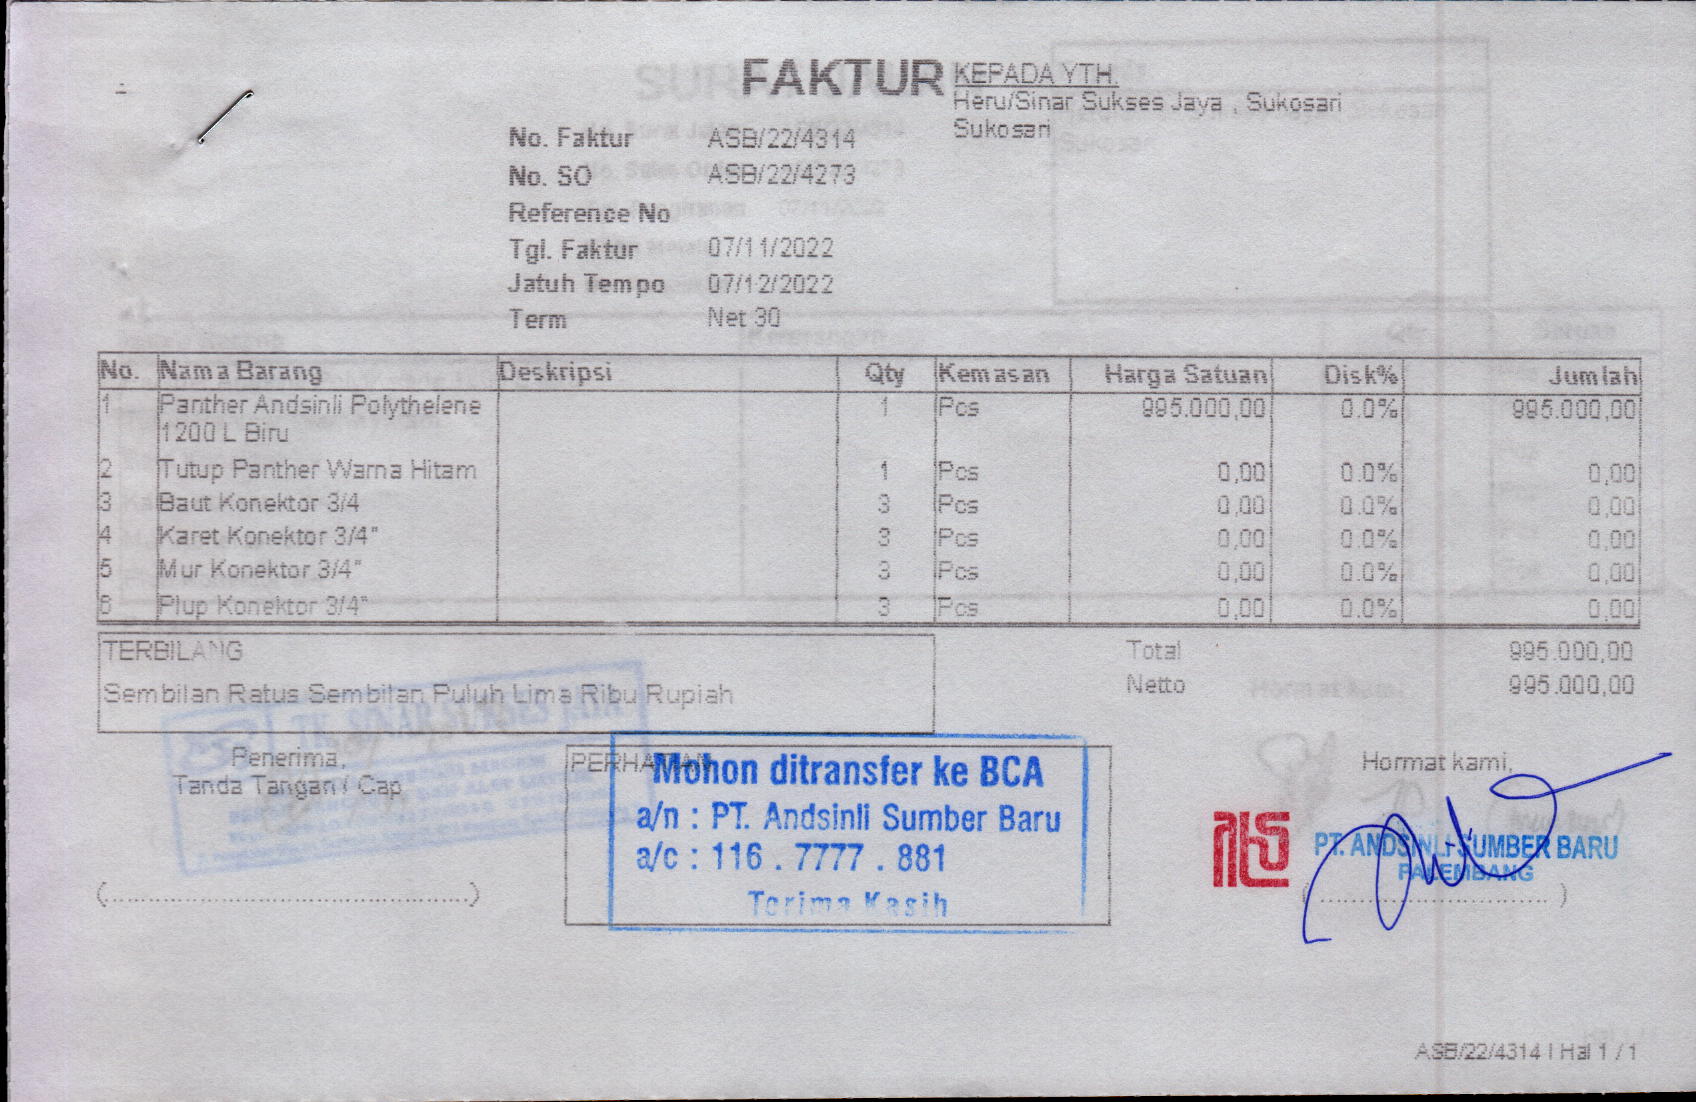 FAKTUR
KEPADA YTH.
Heru/Sinar Sukses Jaya , Sukosari
Sukosari
No. Faktur ASB/22/4314
No. SO ASB/22/4273
Reference No
Tgl. Faktur 07/11/2022
Jatuh Tempo 07/12/2022
Term Net 30
No. Nama Barang Deskripsi Qty Kemasan Harga Satuan Disk% Jumlah
1 Panther Andsinli Polythelene 1 Pcs 995.000,00 0.0% 995.000,00
1200 L Biru
2 Tutup Panther Warna Hitam 1 Pcs 0,00 0.0% 0,00
3 Baut Konektor 3/4 3 Pcs 0,00 0.0% 0,00
4 Karet Konektor 3/4" 3 Pcs 0,00 0.0% 0,00
5 Mur Konektor 3/4" 3 Pcs 0,00 0.0% 0,00
6 Plup Konektor 3/4" 3 Pcs 0,00 0.0% 0,00
TERBILANG
Sembilan Ratus Sembilan Puluh Lima Ribu Rupiah
Total 995.000,00
Netto 995.000,00
TK. SINAR SUKSES JAYA
Penerima,
Tanda Tangan / Cap
PERHATIAN
Mohon ditransfer ke BCA
a/n : PT. Andsinli Sumber Baru
a/c : 116 . 7777 . 881
Terima Kasih
Hormat kami,
PT. ANDSINLI SUMBER BARU
PALEMBANG
ASB/22/4314 | Hal 1 / 1